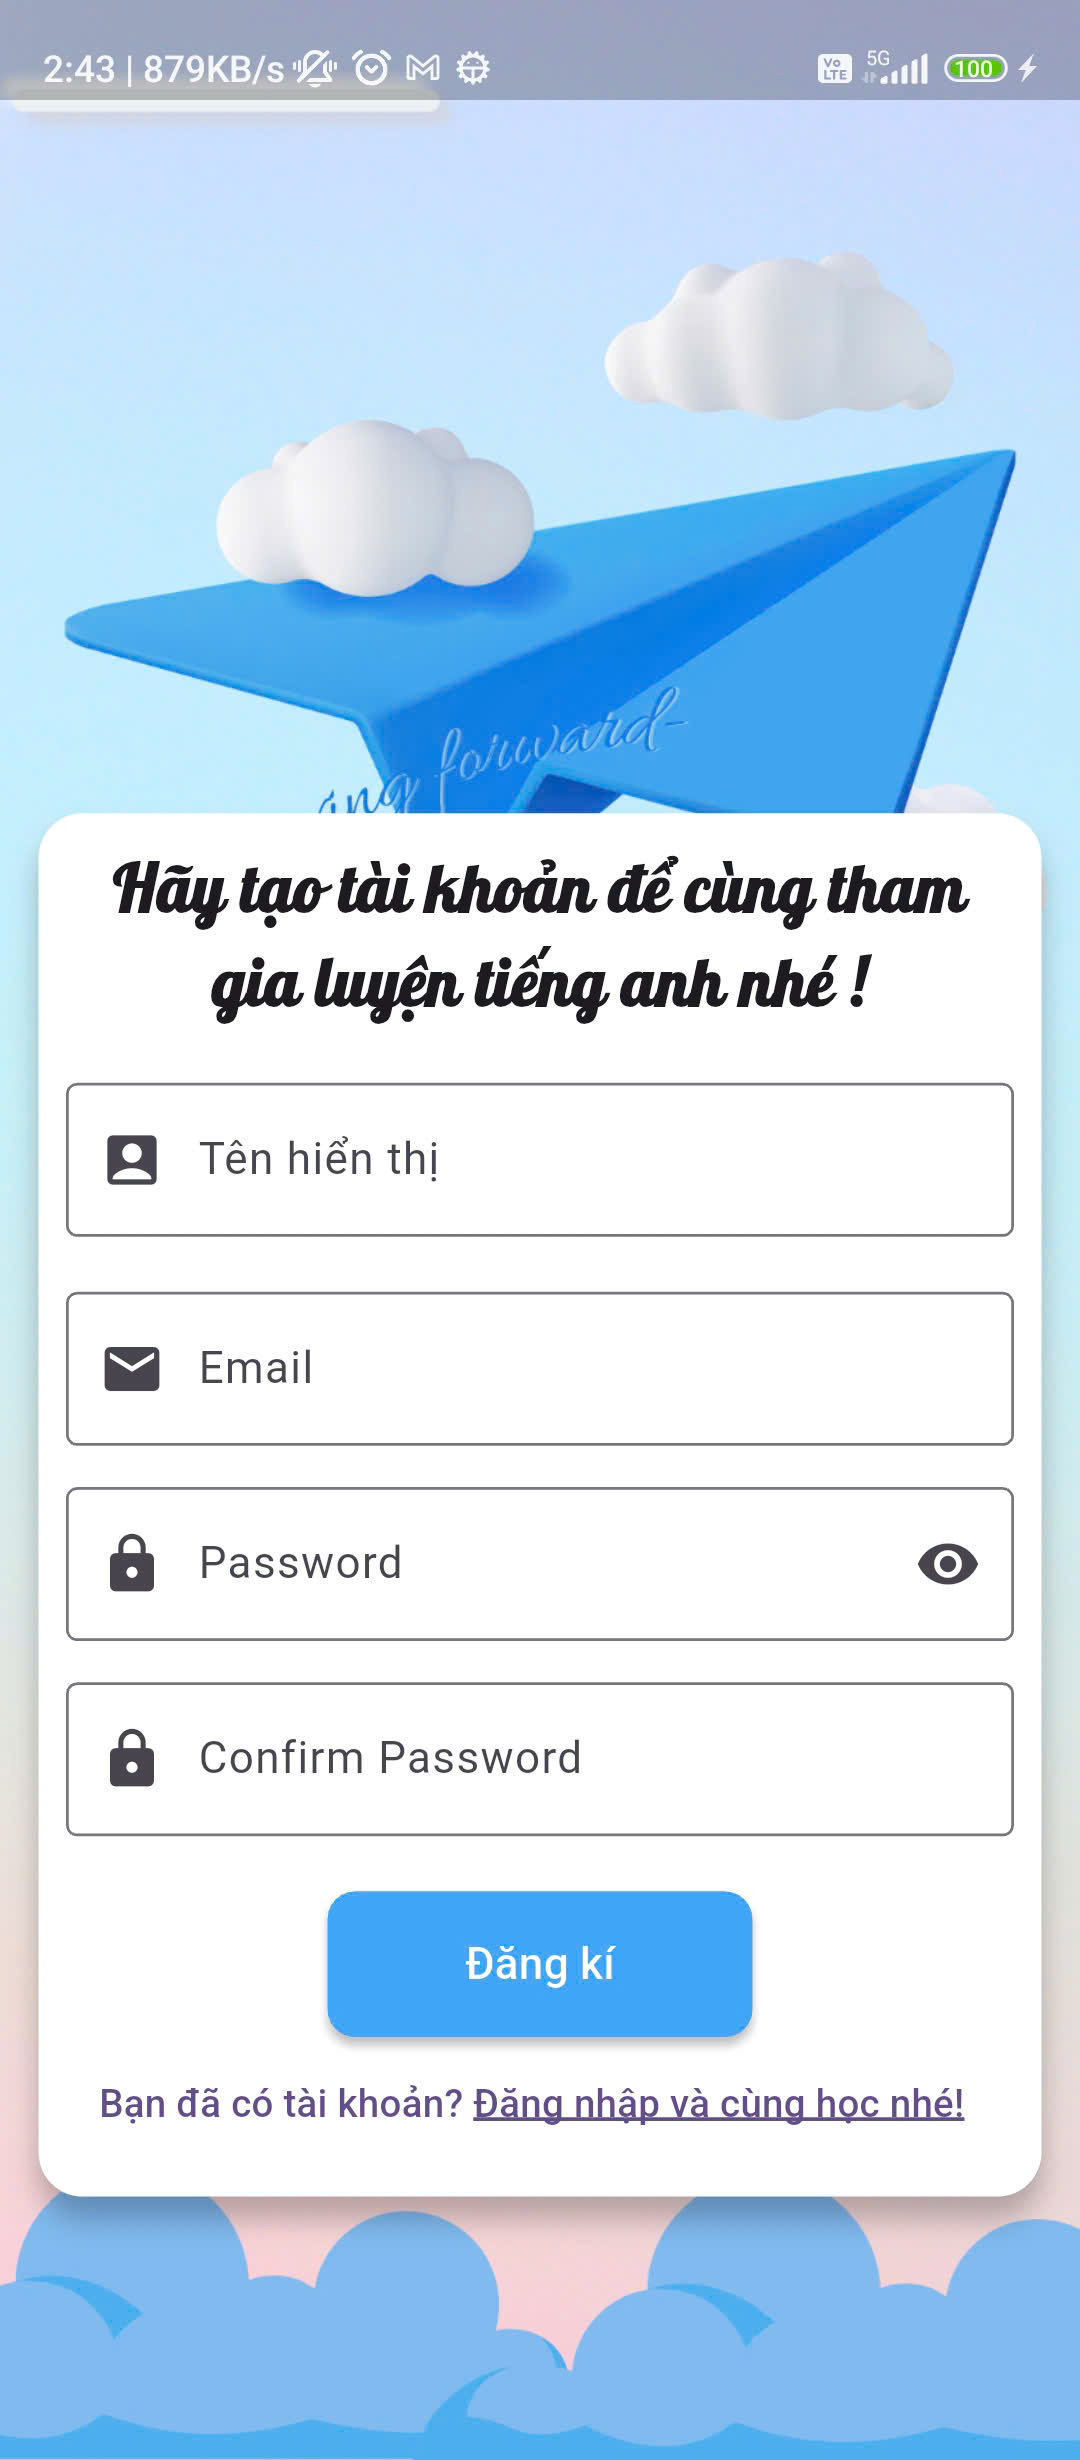 2:43 | 879KB/s
Vo LTE
5G
100
forward-
Hãy tạo tài khoản để cùng tham
gia luyện tiếng anh nhé !
Tên hiển thị
Email
Password
Confirm Password
Đăng kí
Bạn đã có tài khoản? Đăng nhập và cùng học nhé!